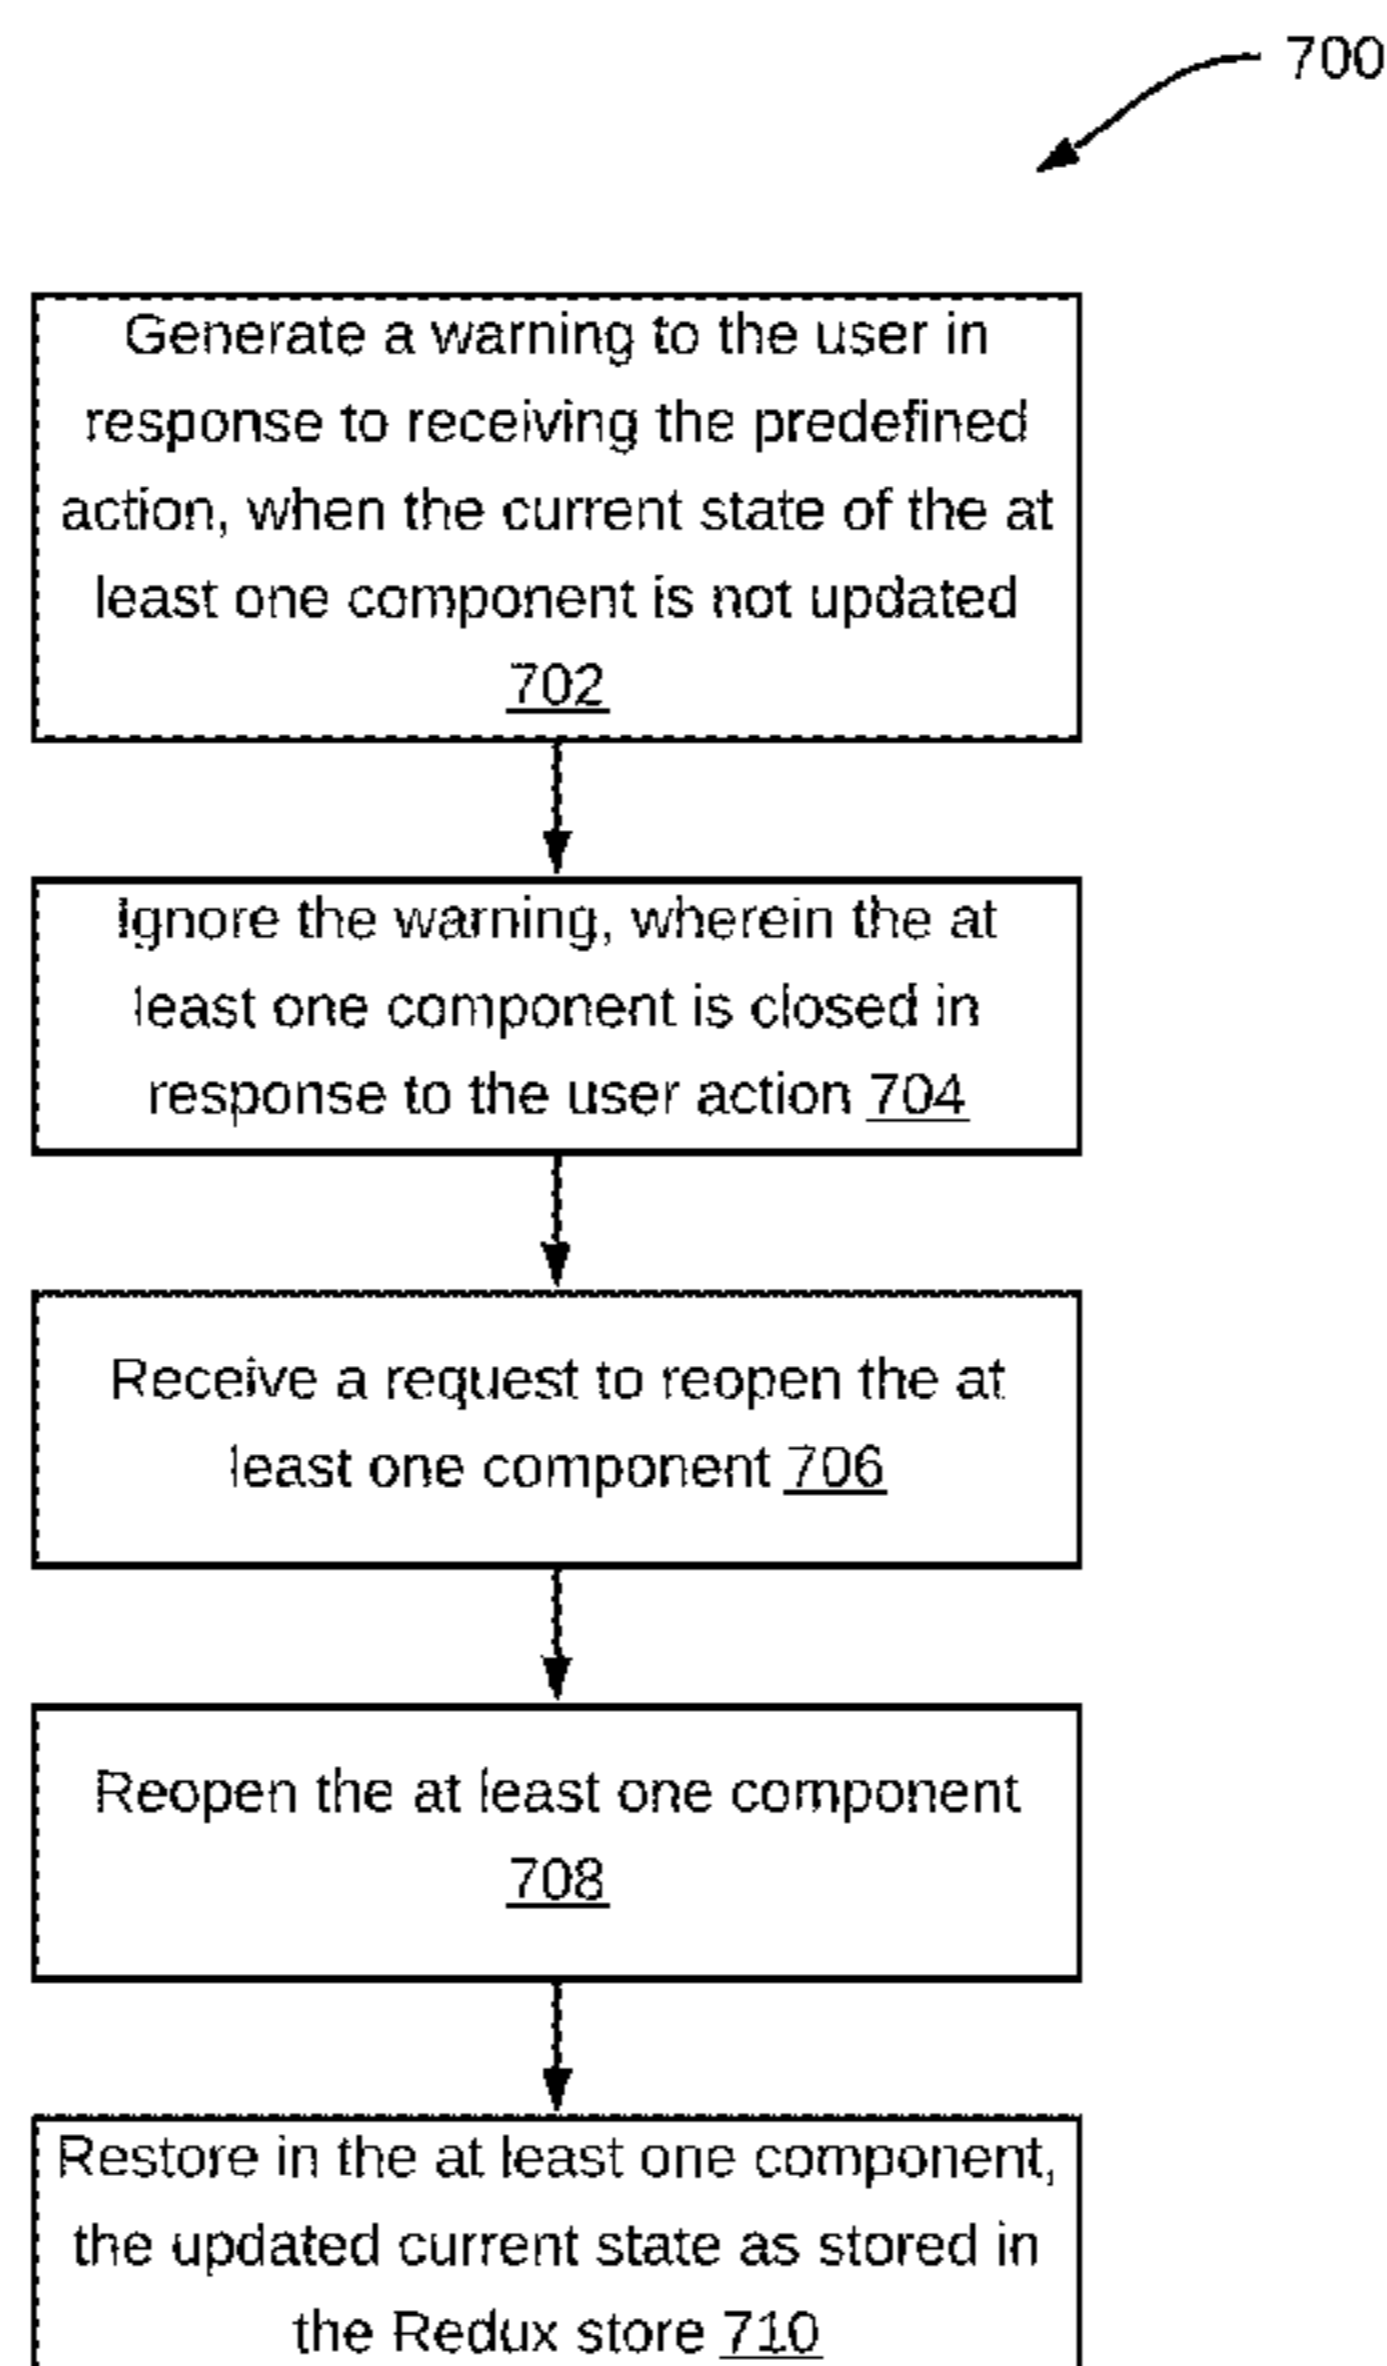 700
Generate a warning to the user in
response to receiving the predefined
action, when the current state of the at
least one component is not updated
702
Ignore the warning, wherein the at
least one component is closed in
response to the user action 704
Receive a request to reopen the at
least one component 706
Reopen the at least one component
708
Restore in the at least one component,
the updated current state as stored in
the Redux store 710